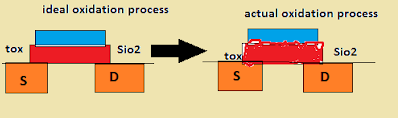 ideal oxidation process
actual oxidation process
tox
Sio2
S
D
tox
Sio2
S
D